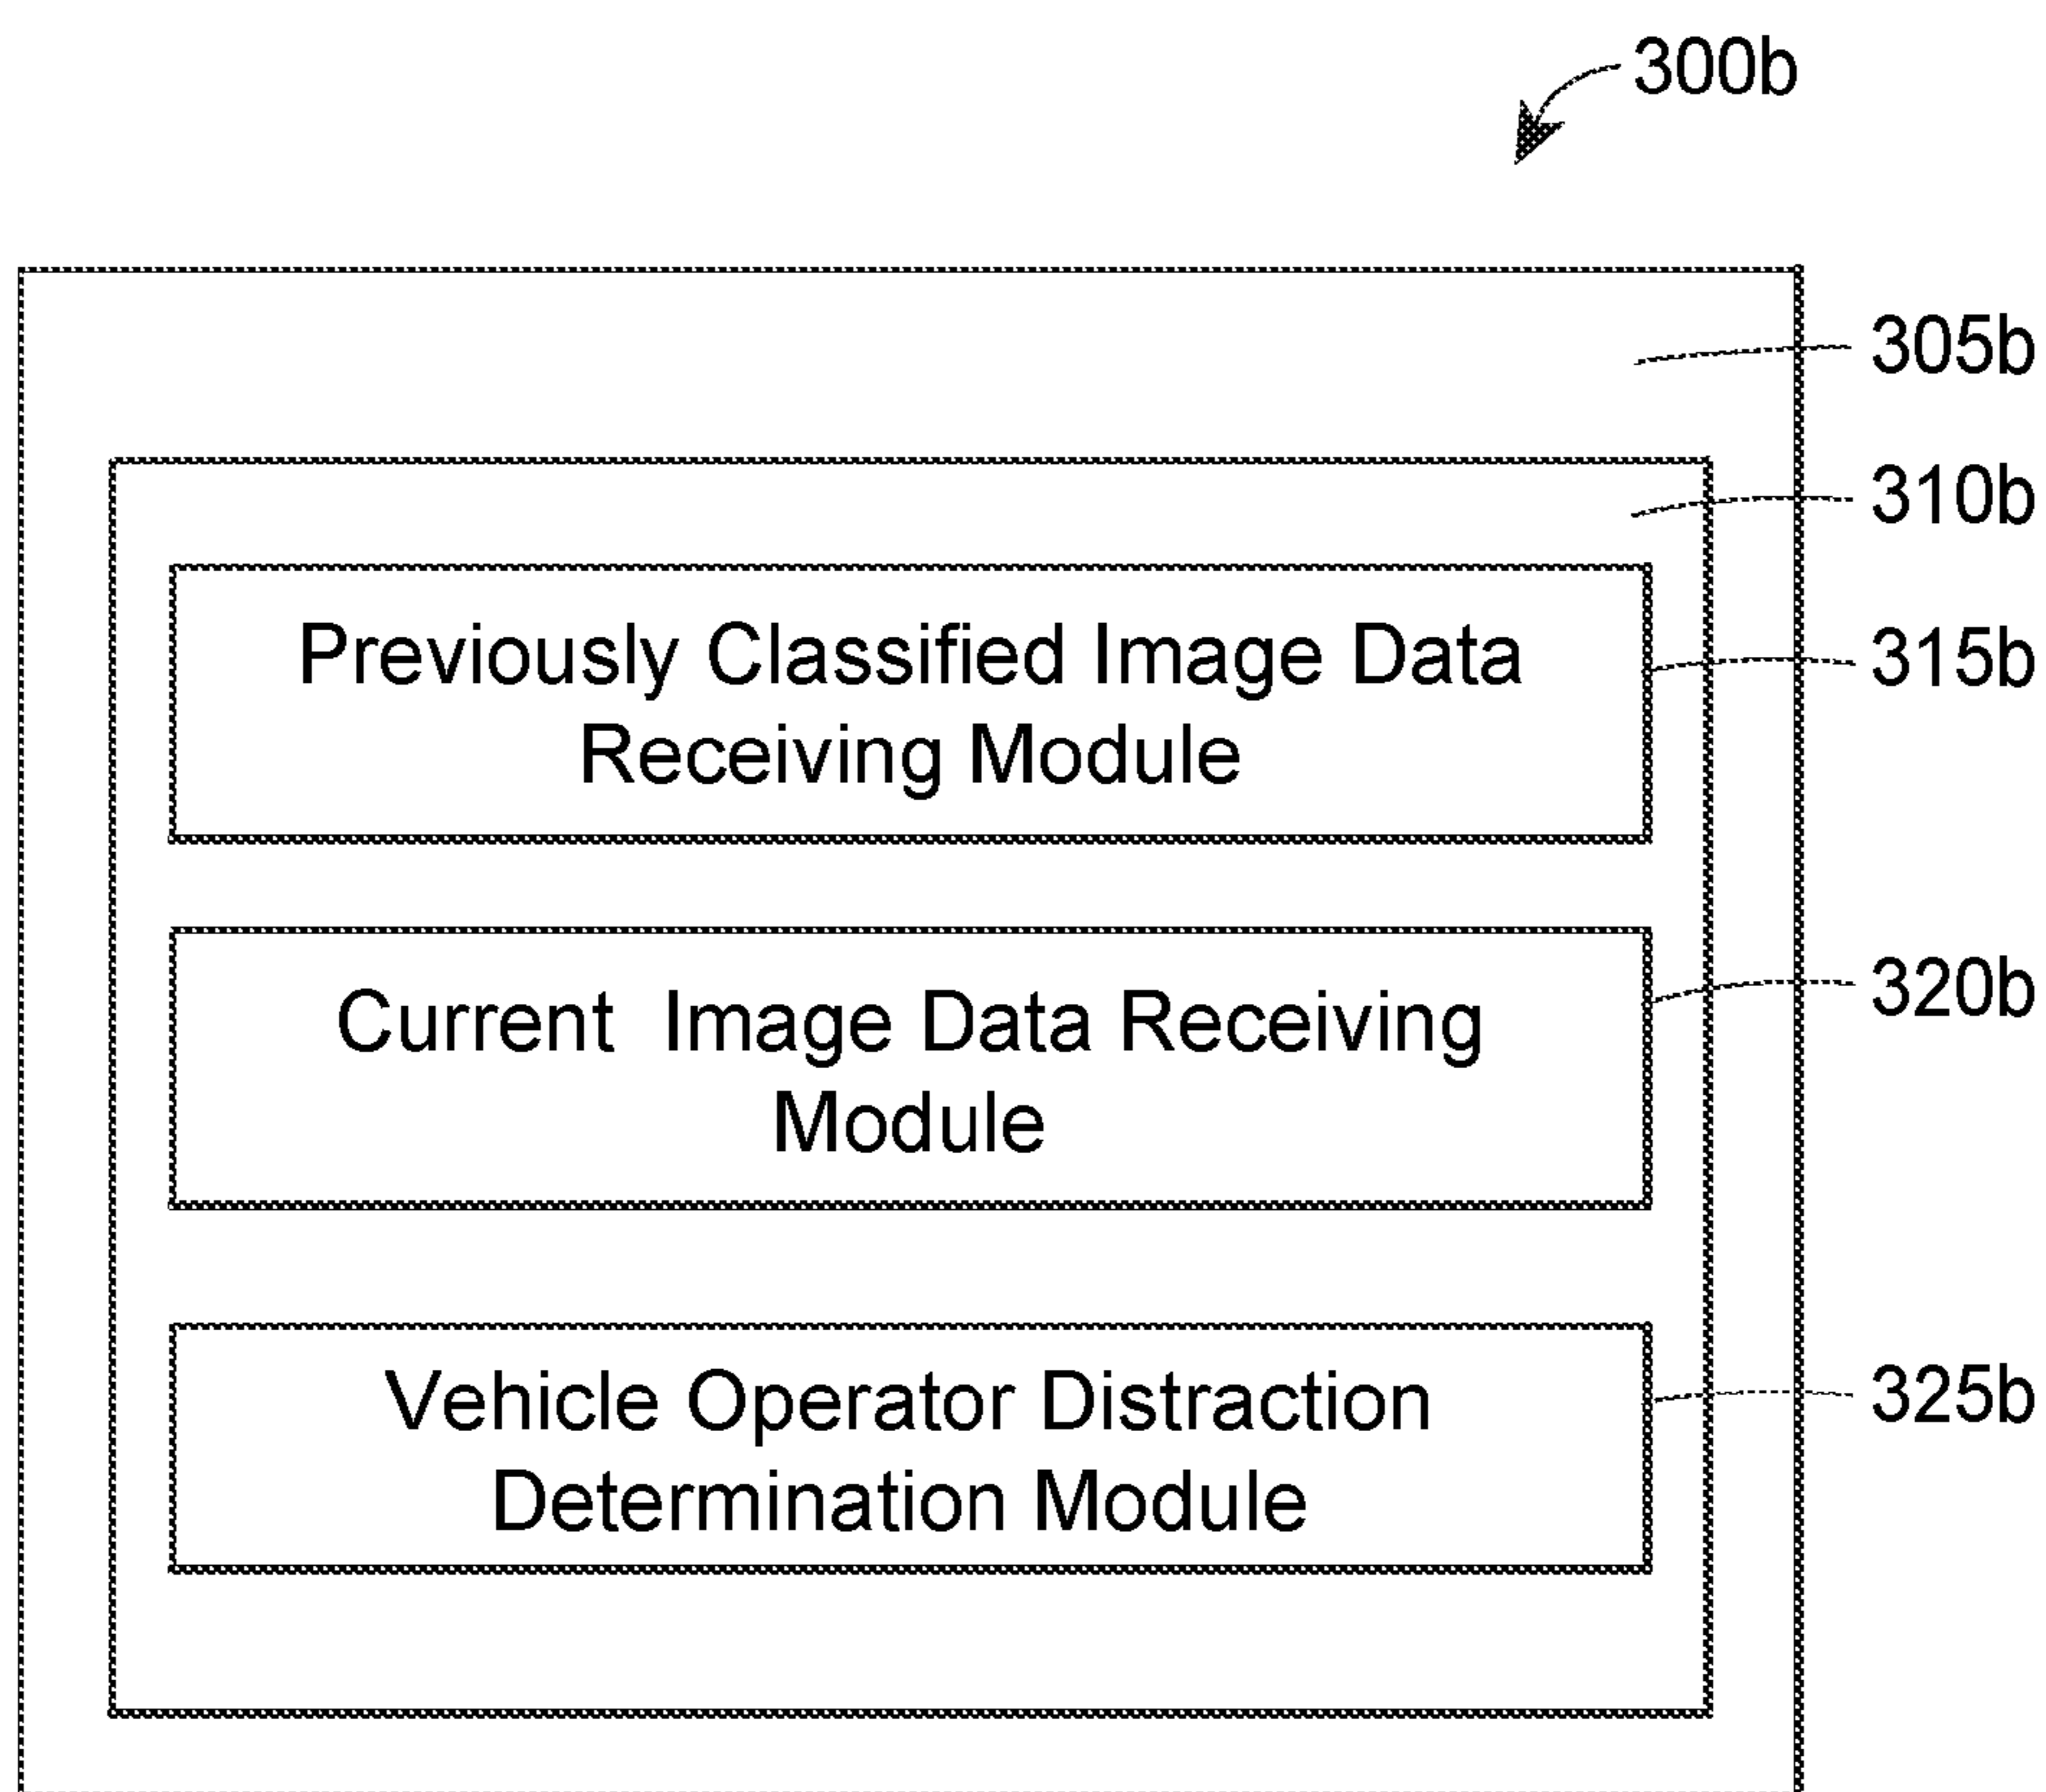 300b
305b
310b
Previously Classified Image Data
Receiving Module
315b
Current  Image Data Receiving
Module
320b
Vehicle Operator Distraction
Determination Module
325b